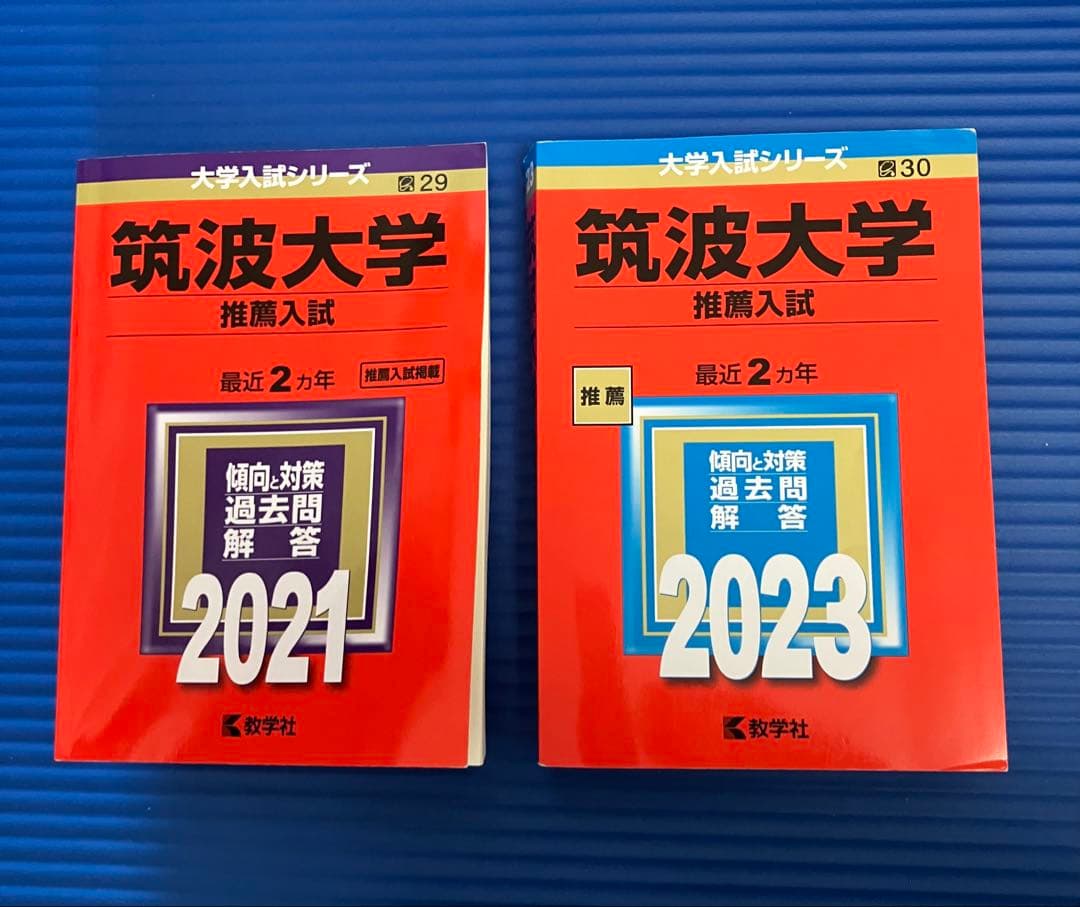 大学入試シリーズ
29
筑波大学
推薦入試
最近2カ年
推薦入試掲載
傾向と対策
過去問
解答
2021
教学社
大学入試シリーズ
30
筑波大学
推薦入試
最近2カ年
推薦
傾向と対策
過去問
解答
2023
教学社